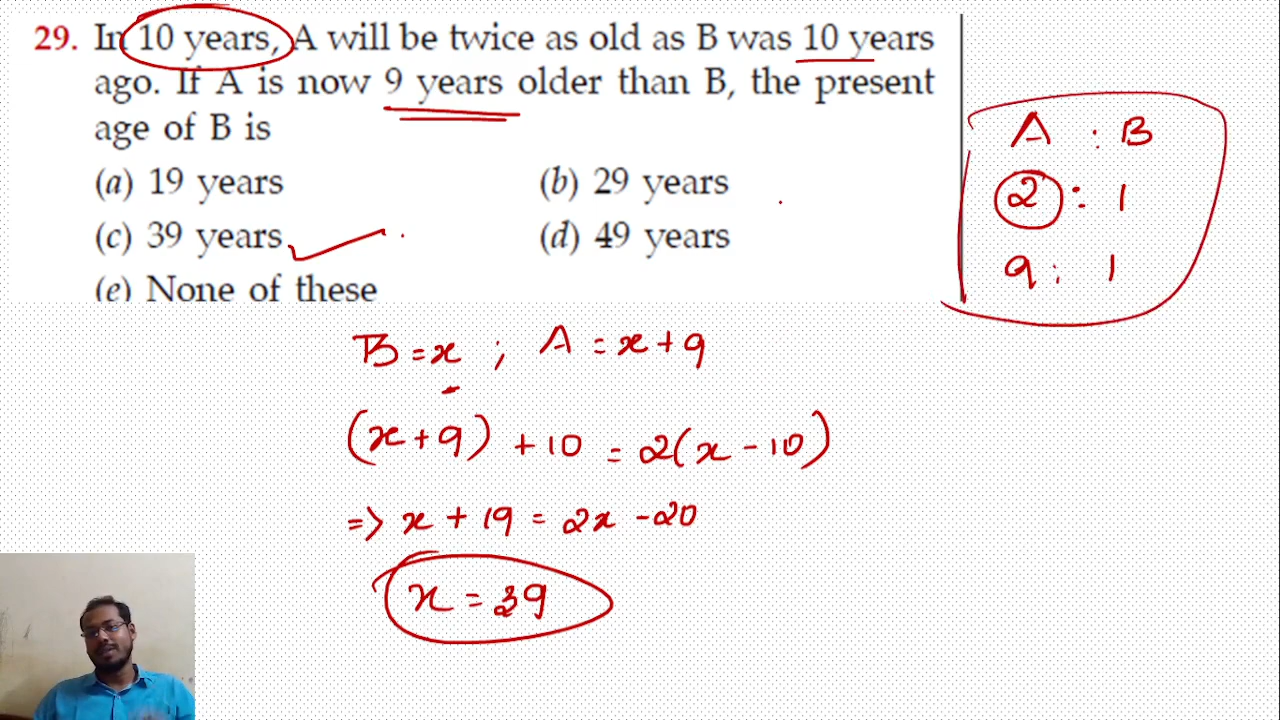 29. In 10 years, A will be twice as old as B was 10 years
ago. If A is now 9 years older than B, the present
age of B is
(a) 19 years (b) 29 years
(c) 39 years (d) 49 years
(e) None of these
A : B
2 : 1
9 : 1
B = x ; A = x + 9
(x + 9) + 10 = 2(x - 10)
=> x + 19 = 2x - 20
x = 39